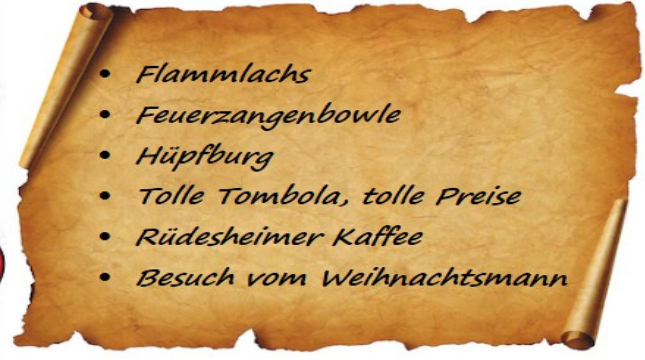 • Flammlachs
• Feuerzangenbowle
• Hüpfburg
• Tolle Tombola, tolle Preise
• Rüdesheimer Kaffee
• Besuch vom Weihnachtsmann